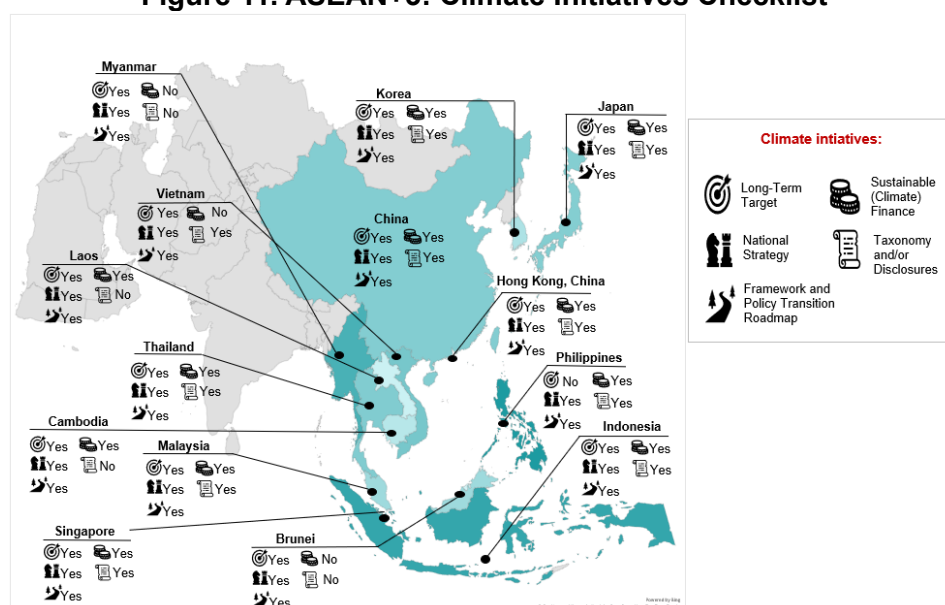 Figure 11. ASEAN+3: Climate Initiatives Checklist
Myanmar
Yes No
Yes No
Yes
Korea
Yes Yes
Yes Yes
Yes
Japan
Yes Yes
Yes Yes
Yes
Climate intiatives:
Long-Term
Target
Sustainable
(Climate)
Finance
National
Strategy
Taxonomy
and/or
Disclosures
Framework and
Policy Transition
Roadmap
Vietnam
Yes No
Yes Yes
Yes
China
Yes Yes
Yes Yes
Yes
Laos
Yes Yes
Yes No
Yes
Hong Kong, China
Yes Yes
Yes Yes
Yes
Thailand
Yes Yes
Yes Yes
Yes
Philippines
No Yes
Yes Yes
Yes
Cambodia
Yes Yes
Yes No
Yes
Malaysia
Yes Yes
Yes Yes
Yes
Indonesia
Yes Yes
Yes Yes
Yes
Singapore
Yes Yes
Yes Yes
Yes
Brunei
Yes No
Yes No
Yes
Powered by Bing